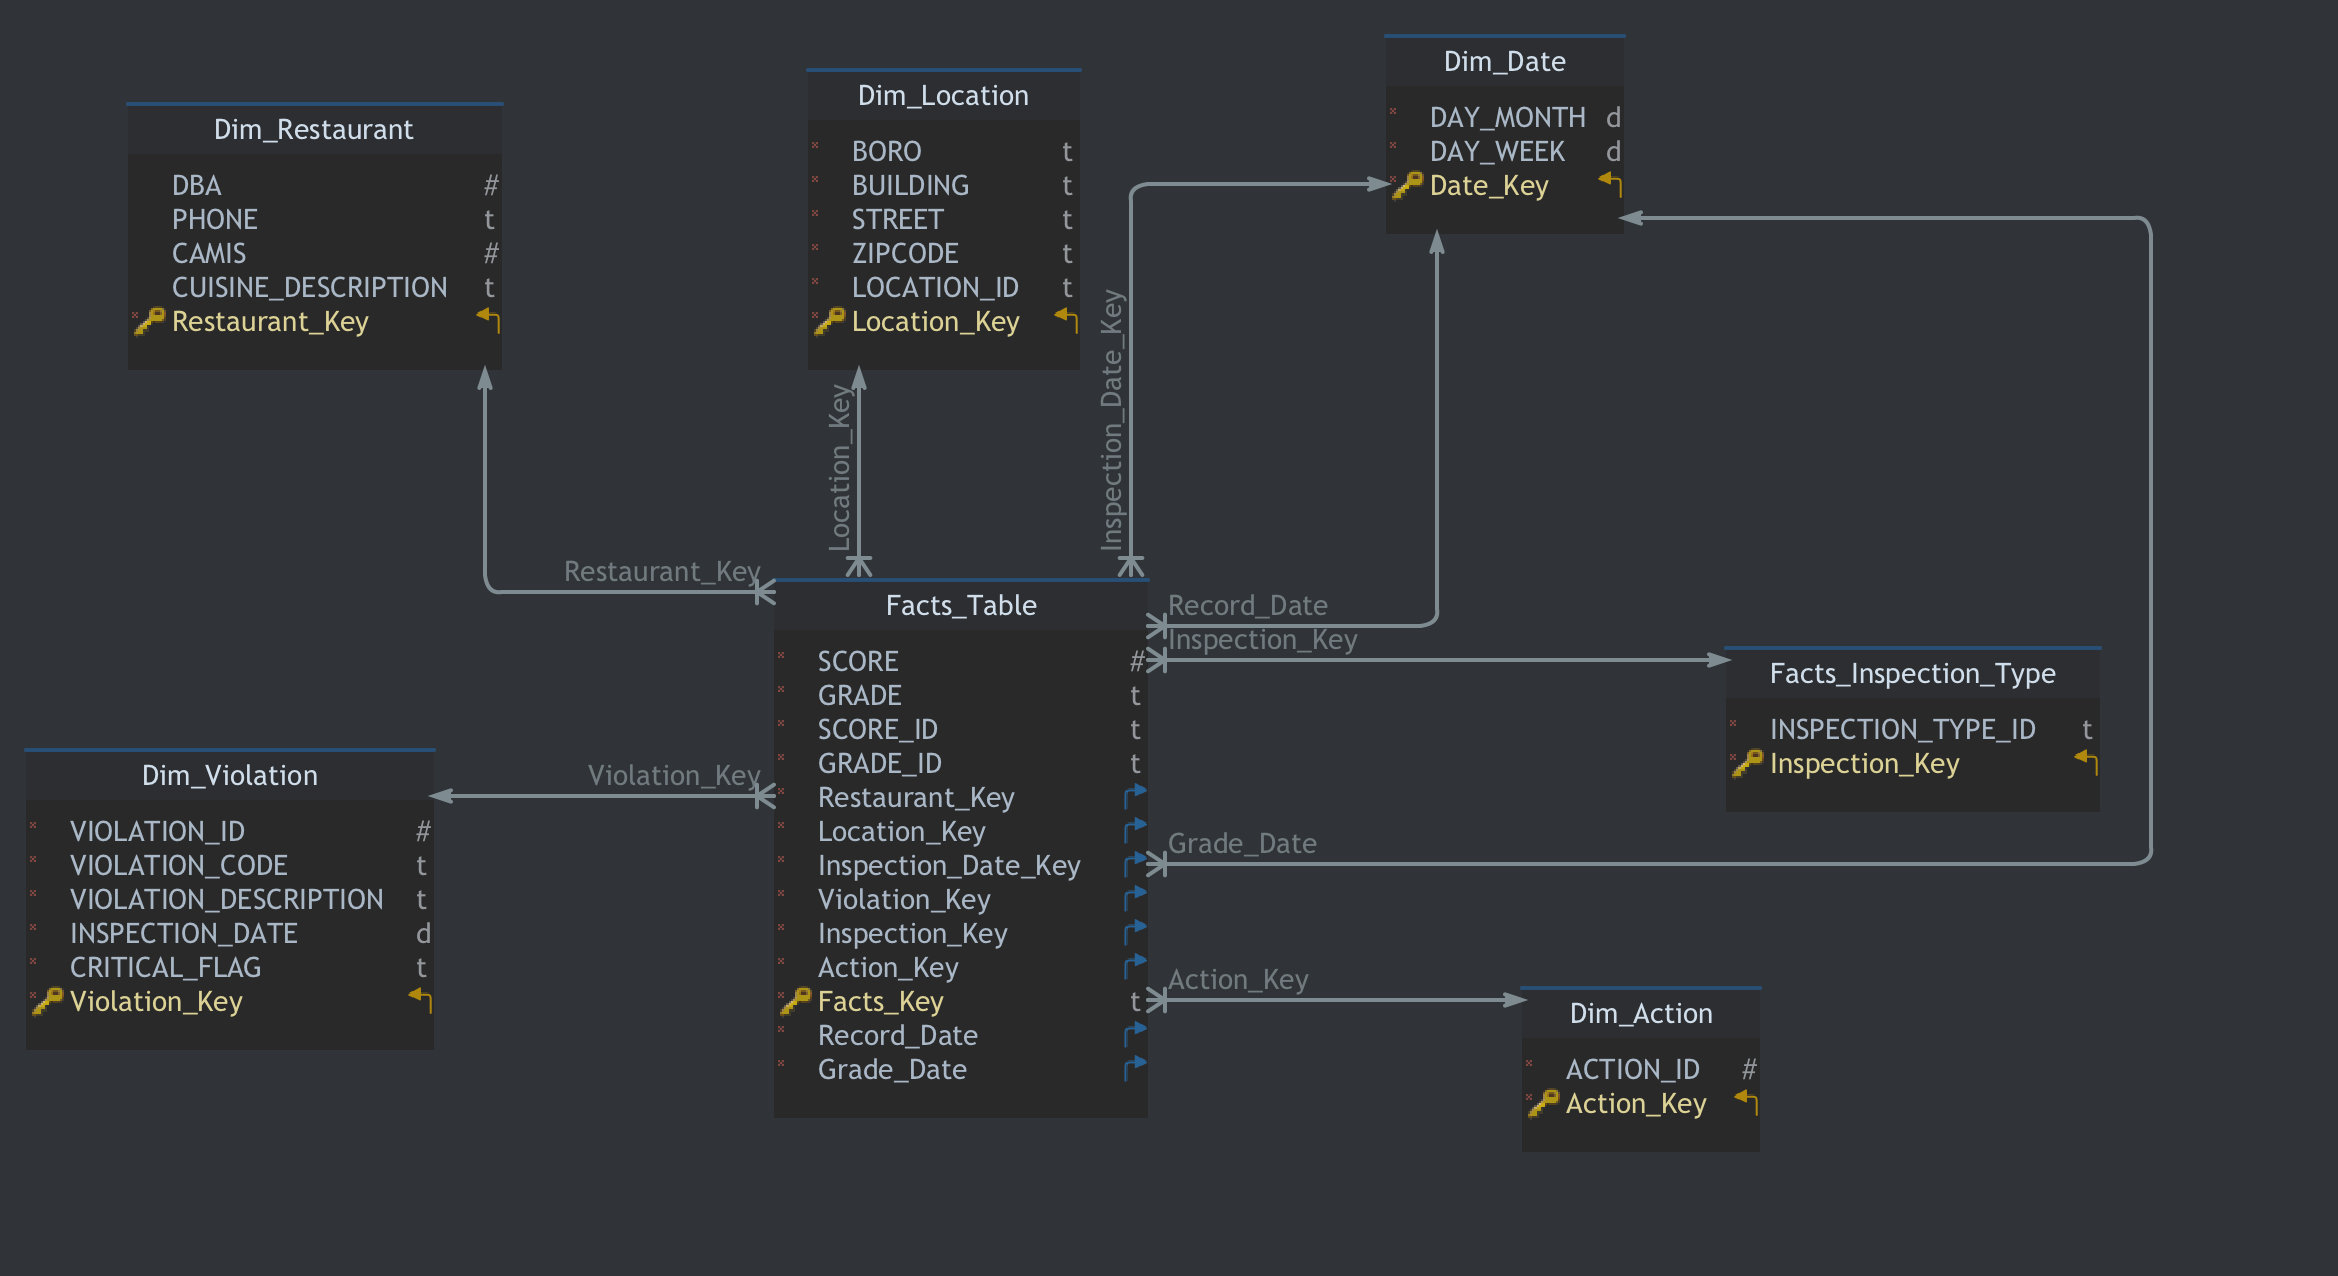 Dim_Restaurant
DBA #
PHONE t
CAMIS #
CUISINE_DESCRIPTION t
Restaurant_Key
Dim_Location
BORO t
BUILDING t
STREET t
ZIPCODE t
LOCATION_ID t
Location_Key
Dim_Date
DAY_MONTH d
DAY_WEEK d
Date_Key
Location_Key
Inspection_Date_Key
Restaurant_Key
Record_Date
Inspection_Key
Violation_Key
Grade_Date
Action_Key
Facts_Table
SCORE #
GRADE t
SCORE_ID t
GRADE_ID t
Restaurant_Key
Location_Key
Inspection_Date_Key
Violation_Key
Inspection_Key
Action_Key
Facts_Key t
Record_Date
Grade_Date
Facts_Inspection_Type
INSPECTION_TYPE_ID t
Inspection_Key
Dim_Violation
VIOLATION_ID #
VIOLATION_CODE t
VIOLATION_DESCRIPTION t
INSPECTION_DATE d
CRITICAL_FLAG t
Violation_Key
Dim_Action
ACTION_ID #
Action_Key